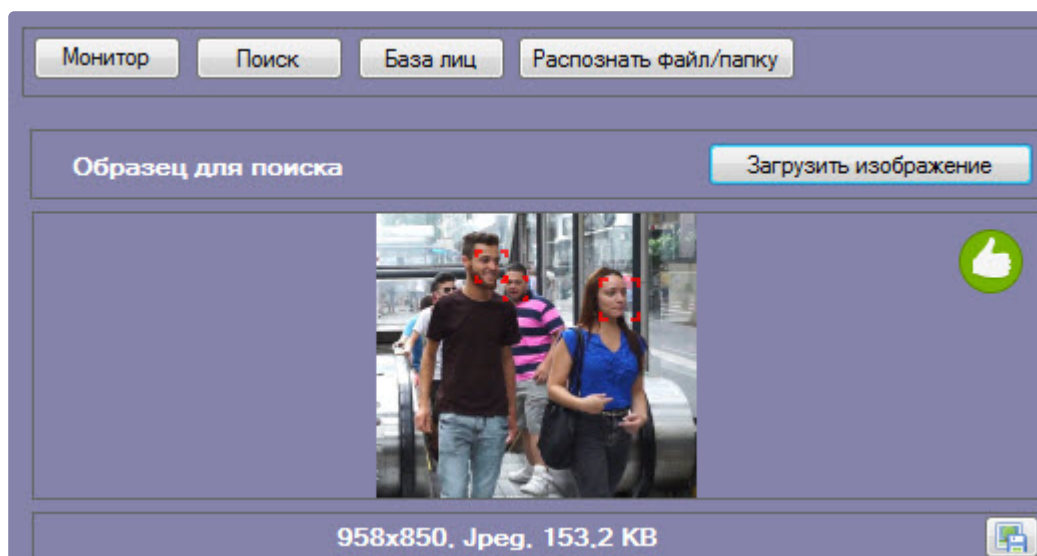 Монитор Поиск База лиц Распознать файл/папку
Образец для поиска Загрузить изображение
958x850, Jpeg, 153,2 KB